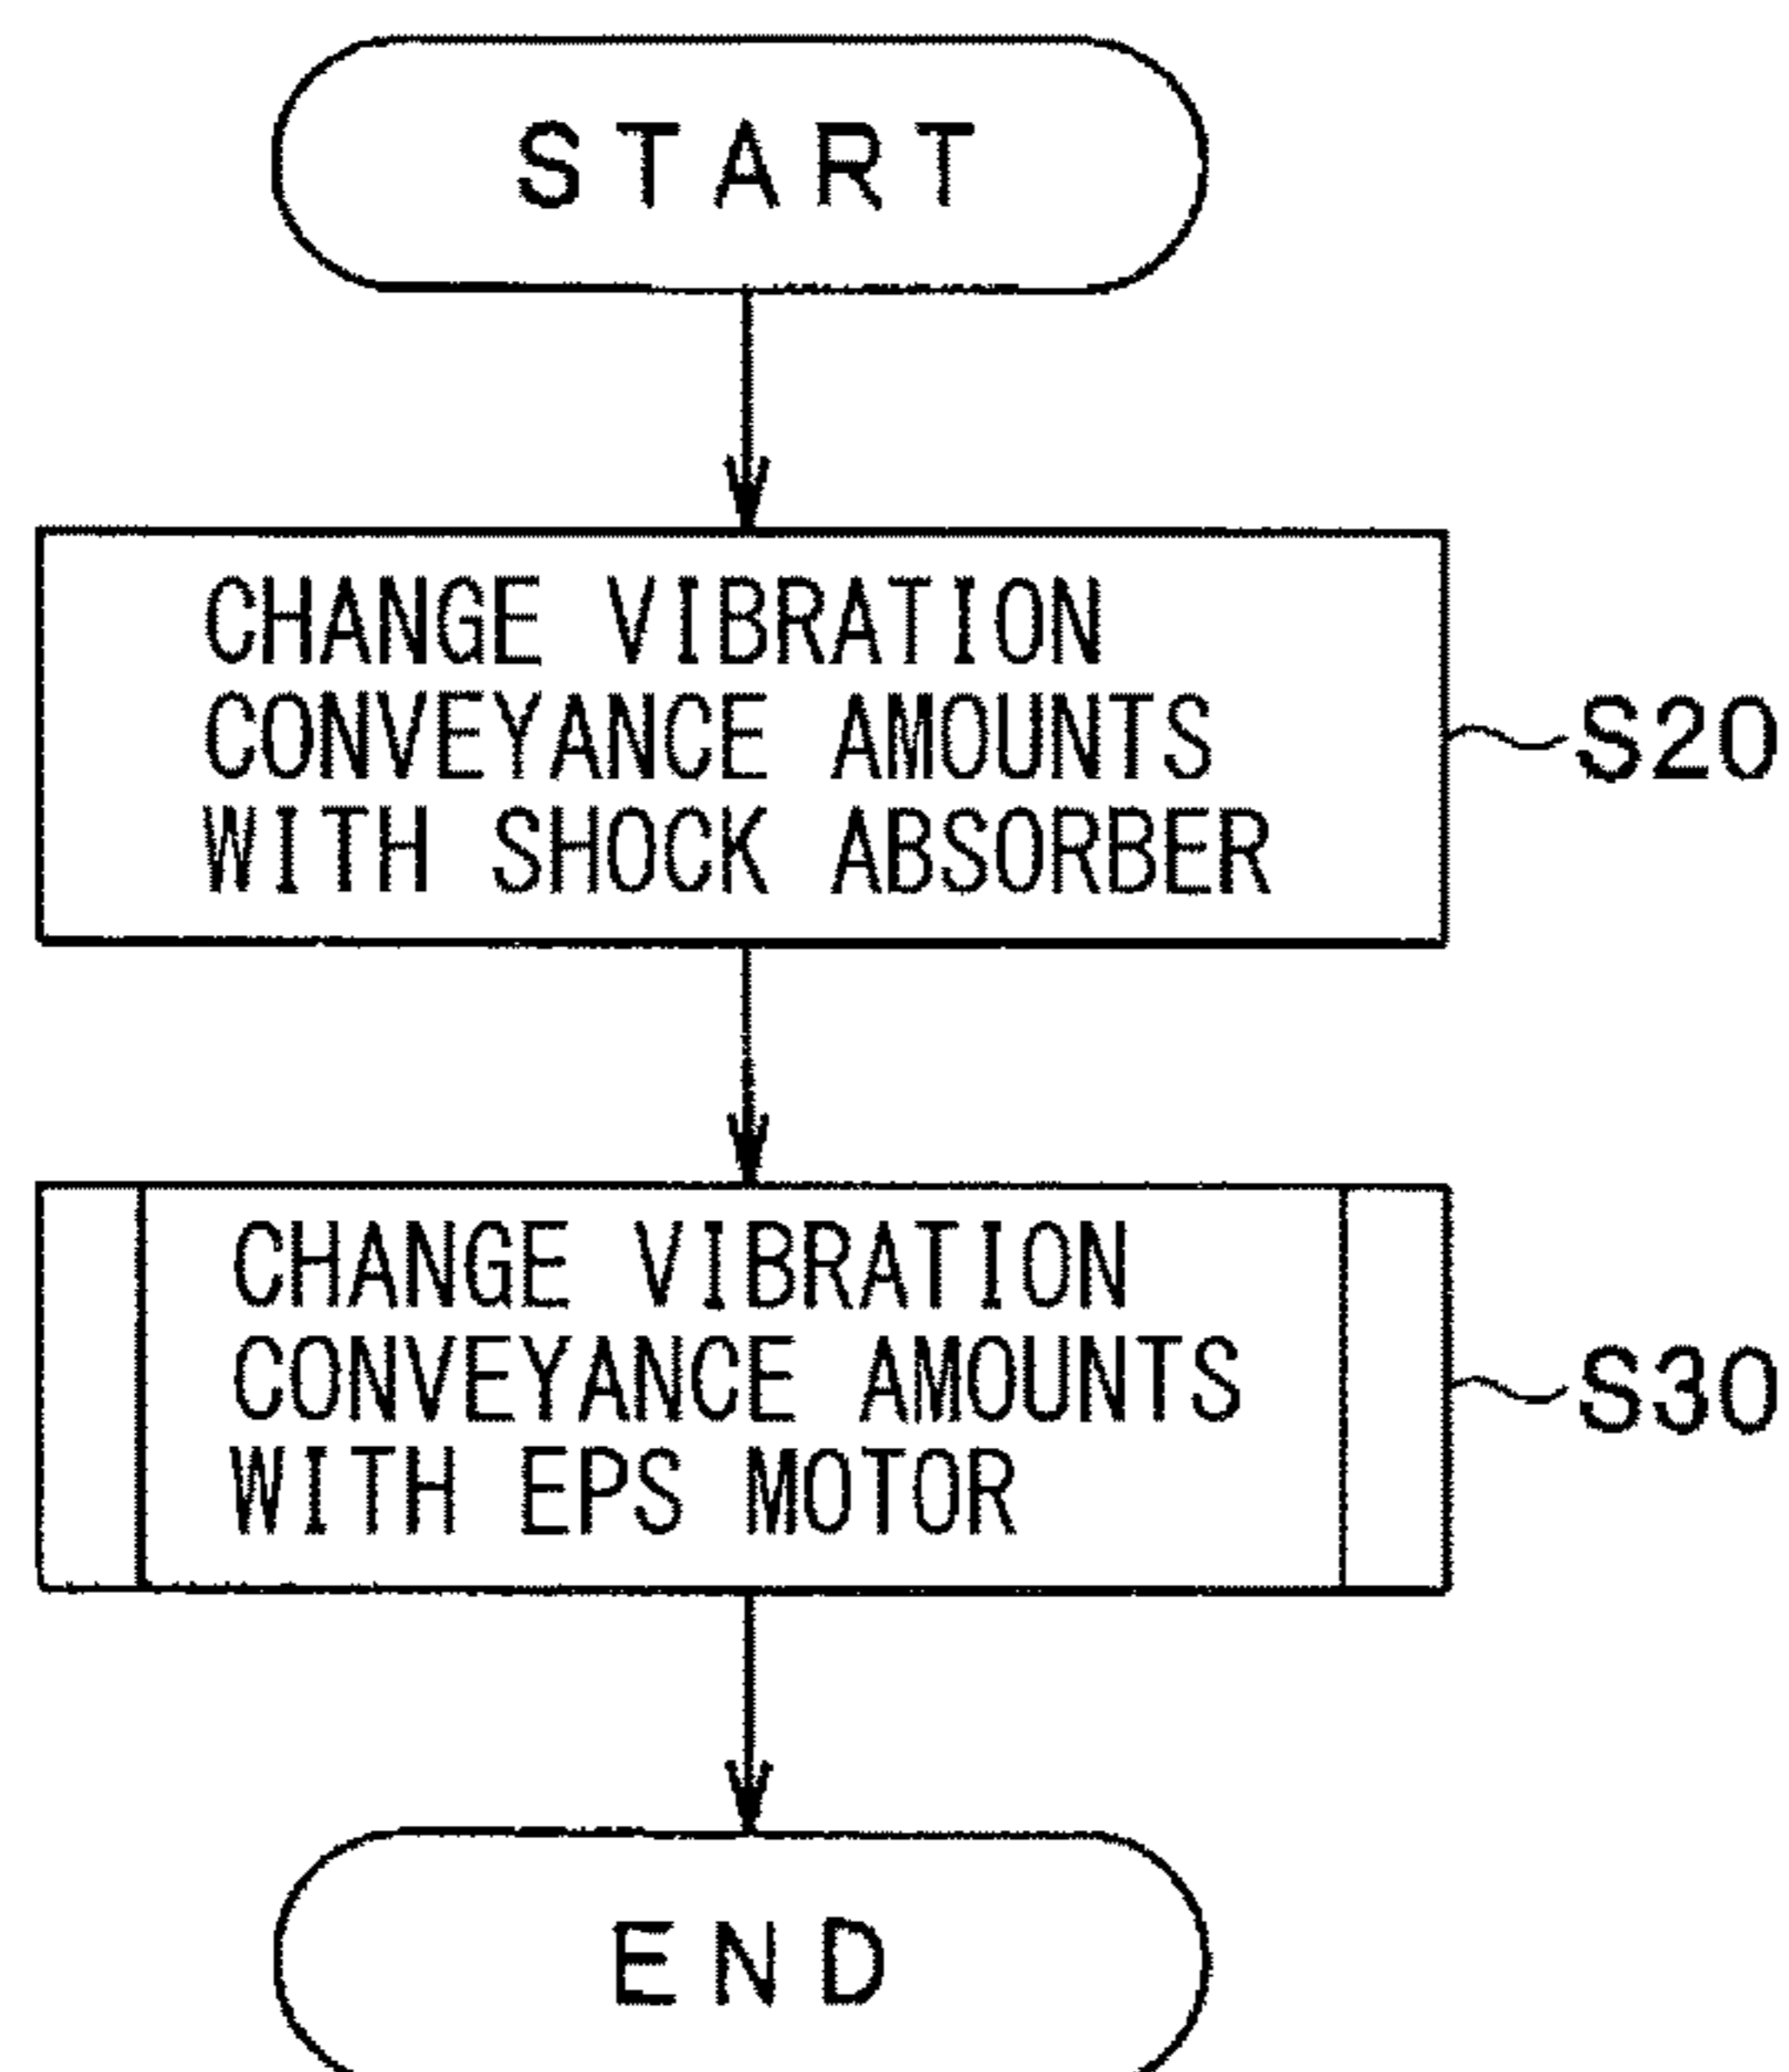 START
CHANGE VIBRATION
CONVEYANCE AMOUNTS
WITH SHOCK ABSORBER
S20
CHANGE VIBRATION
CONVEYANCE AMOUNTS
WITH EPS MOTOR
S30
END